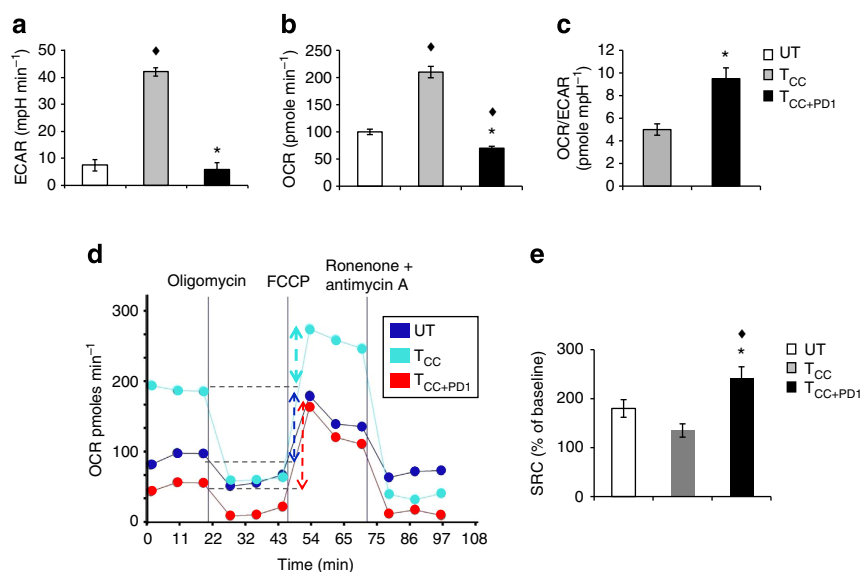 a
50
40
30
20
10
0
ECAR (mpH min⁻¹)
♦
*
b
250
200
150
100
50
0
OCR (pmole min⁻¹)
♦
♦
*
c
12
10
8
6
4
2
0
OCR/ECAR
(pmole mpH⁻¹)
*
UT
TCC
TCC+PD1
d
Oligomycin
FCCP
Ronenone +
antimycin A
300
200
100
0
OCR pmoles min⁻¹
UT
TCC
TCC+PD1
0 11 22 32 43 54 65 75 86 97 108
Time (min)
e
300
200
100
0
SRC (% of baseline)
♦
*
UT
TCC
TCC+PD1